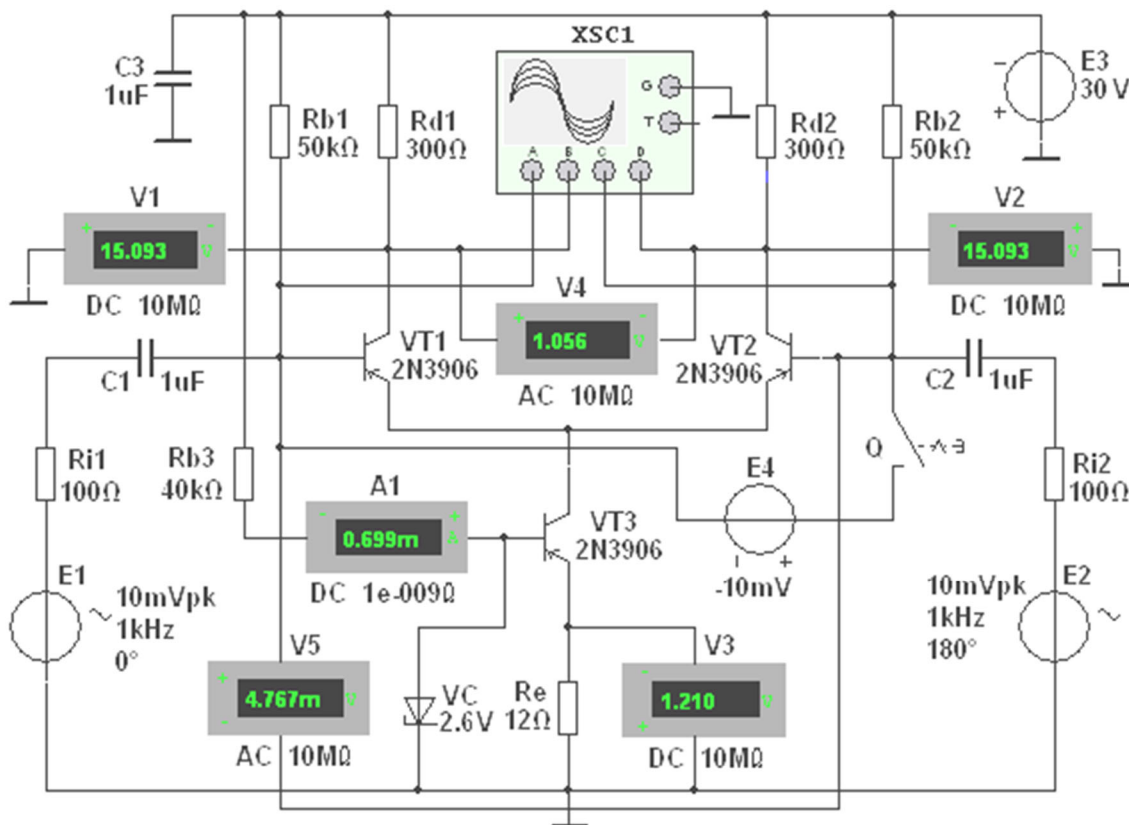 XSC1
C3
1uF
E3
30 V
Rb1
50kΩ
Rd1
300Ω
G
T
A
B
C
D
Rd2
300Ω
Rb2
50kΩ
V1
+ -
15.093 V
DC 10MΩ
V2
- +
15.093 V
DC 10MΩ
V4
+ -
1.056 V
AC 10MΩ
VT1
2N3906
VT2
2N3906
C1
1uF
C2
1uF
Ri1
100Ω
Rb3
40kΩ
A1
- +
0.699m A
DC 1e-009Ω
VT3
2N3906
E4
- +
-10mV
Q
Ri2
100Ω
E1
10mVpk
1kHz
0°
10mVpk
1kHz
180°
E2
V5
+
4.767m V
-
AC 10MΩ
VC
2.6V
Re
12Ω
V3
-
1.210 V
+
DC 10MΩ